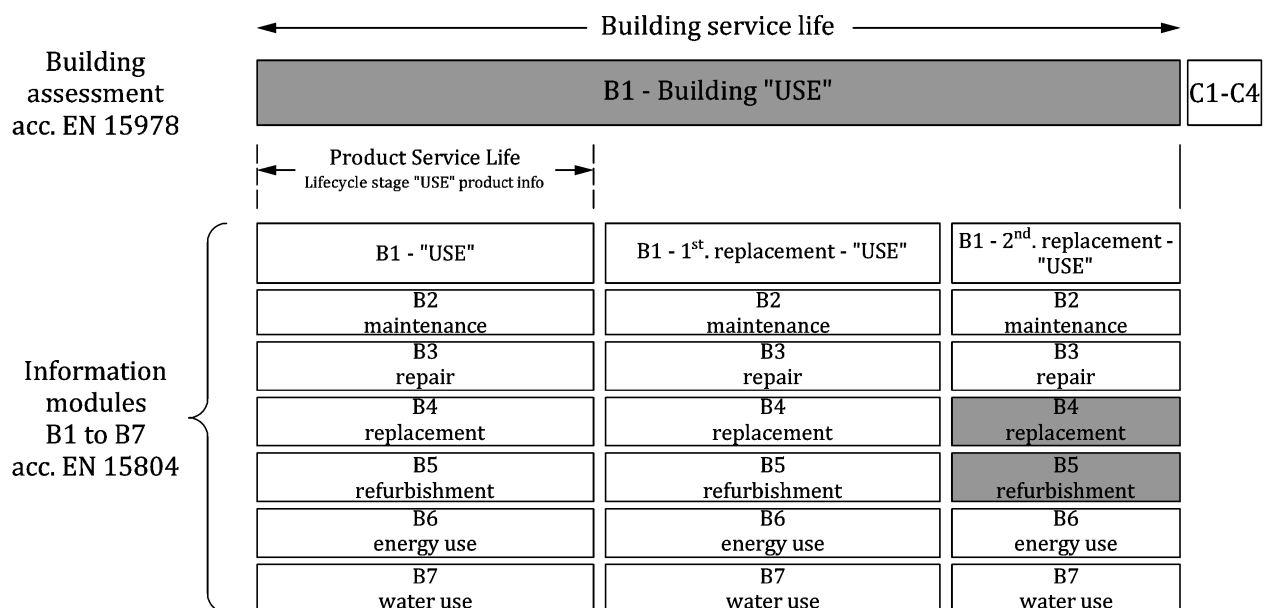 Building service life
Building
assessment
acc. EN 15978
B1 - Building "USE"
C1-C4
Product Service Life
Lifecycle stage "USE" product info
Information
modules
B1 to B7
acc. EN 15804
B1 - "USE"
B2
maintenance
B3
repair
B4
replacement
B5
refurbishment
B6
energy use
B7
water use
B1 - 1st. replacement - "USE"
B2
maintenance
B3
repair
B4
replacement
B5
refurbishment
B6
energy use
B7
water use
B1 - 2nd. replacement -
"USE"
B2
maintenance
B3
repair
B4
replacement
B5
refurbishment
B6
energy use
B7
water use